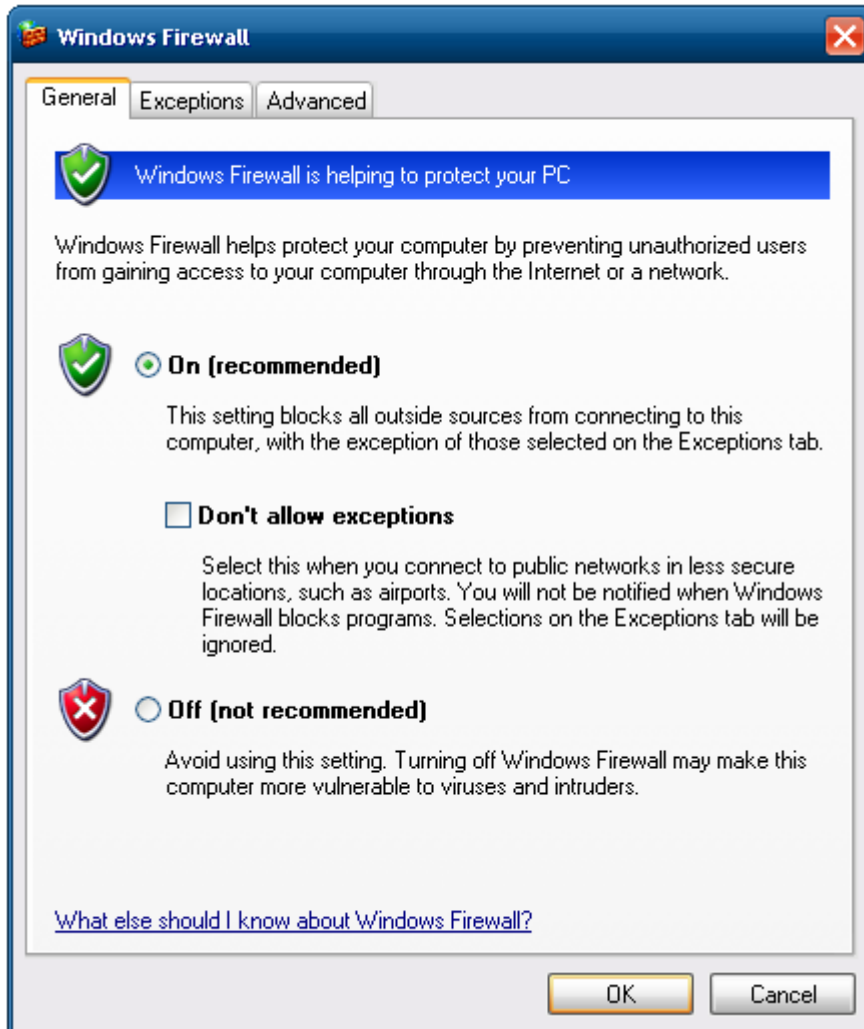 Windows Firewall
General Exceptions Advanced
Windows Firewall is helping to protect your PC
Windows Firewall helps protect your computer by preventing unauthorized users
from gaining access to your computer through the Internet or a network.
On (recommended)
This setting blocks all outside sources from connecting to this
computer, with the exception of those selected on the Exceptions tab.
Don't allow exceptions
Select this when you connect to public networks in less secure
locations, such as airports. You will not be notified when Windows
Firewall blocks programs. Selections on the Exceptions tab will be
ignored.
Off (not recommended)
Avoid using this setting. Turning off Windows Firewall may make this
computer more vulnerable to viruses and intruders.
What else should I know about Windows Firewall?
OK Cancel